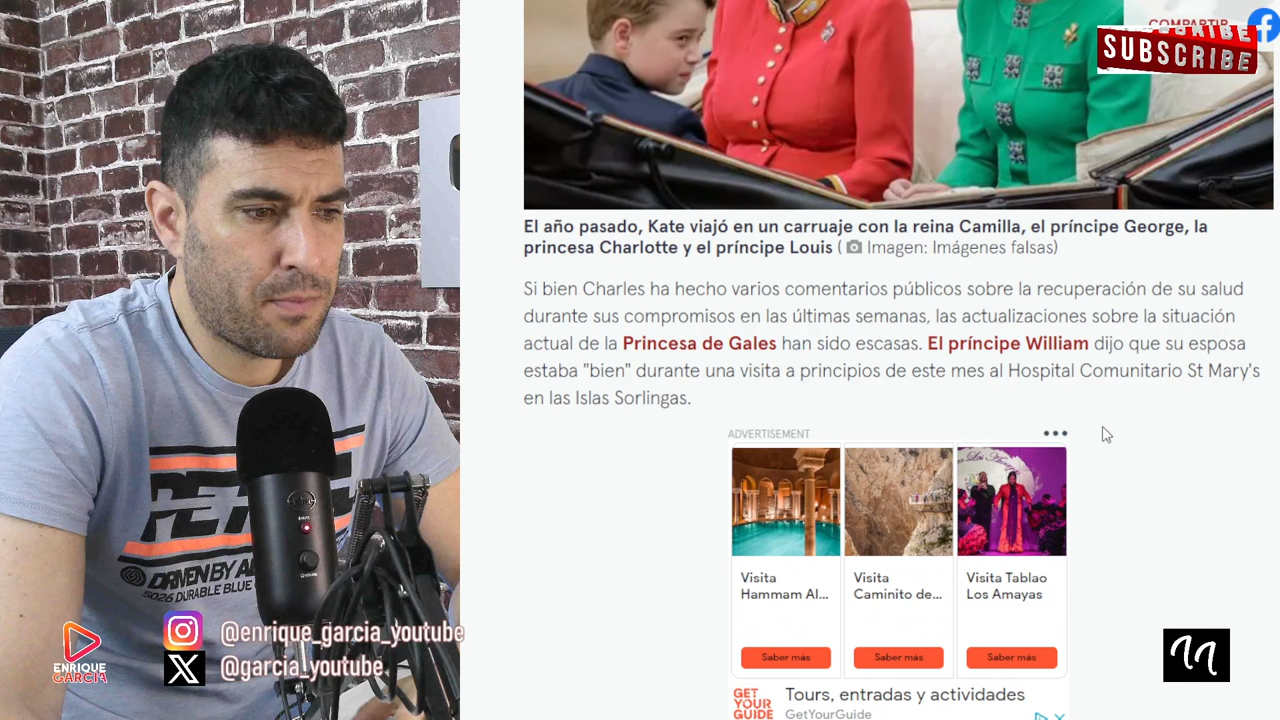 COMPARTIR
SUBSCRIBE
El año pasado, Kate viajó en un carruaje con la reina Camilla, el príncipe George, la
princesa Charlotte y el príncipe Louis ( Imagen: Imágenes falsas)
Si bien Charles ha hecho varios comentarios públicos sobre la recuperación de su salud
durante sus compromisos en las últimas semanas, las actualizaciones sobre la situación
actual de la Princesa de Gales han sido escasas. El príncipe William dijo que su esposa
estaba "bien" durante una visita a principios de este mes al Hospital Comunitario St Mary's
en las Islas Sorlingas.
ADVERTISEMENT
Visita
Hammam Al...
Visita
Caminito de...
Visita Tablao
Los Amayas
Saber más
Saber más
Saber más
GET
YOUR
GUIDE
Tours, entradas y actividades
GetYourGuide
DRIVEN BY
5026 DURABLE BLUE
ENRIQUE
GARCIA
@enrique_garcia_youtube
@garcia_youtube